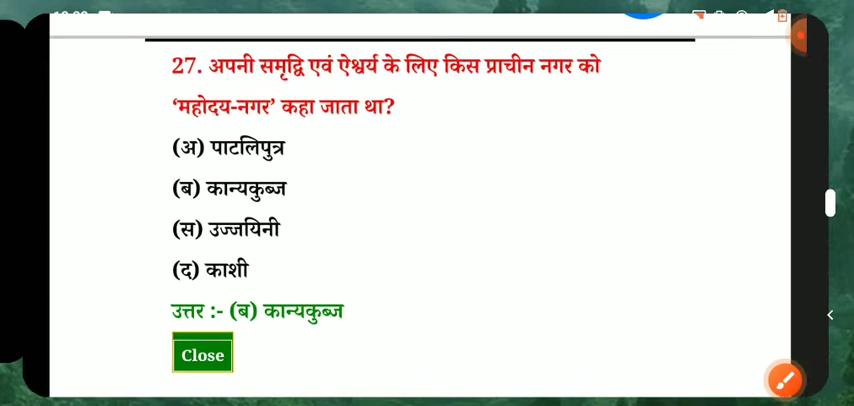 27. अपनी समृद्वि एवं ऐश्वर्य के लिए किस प्राचीन नगर को
‘महोदय-नगर’ कहा जाता था?
(अ) पाटलिपुत्र
(ब) कान्यकुब्ज
(स) उज्जयिनी
(द) काशी
उत्तर :- (ब) कान्यकुब्ज
Close